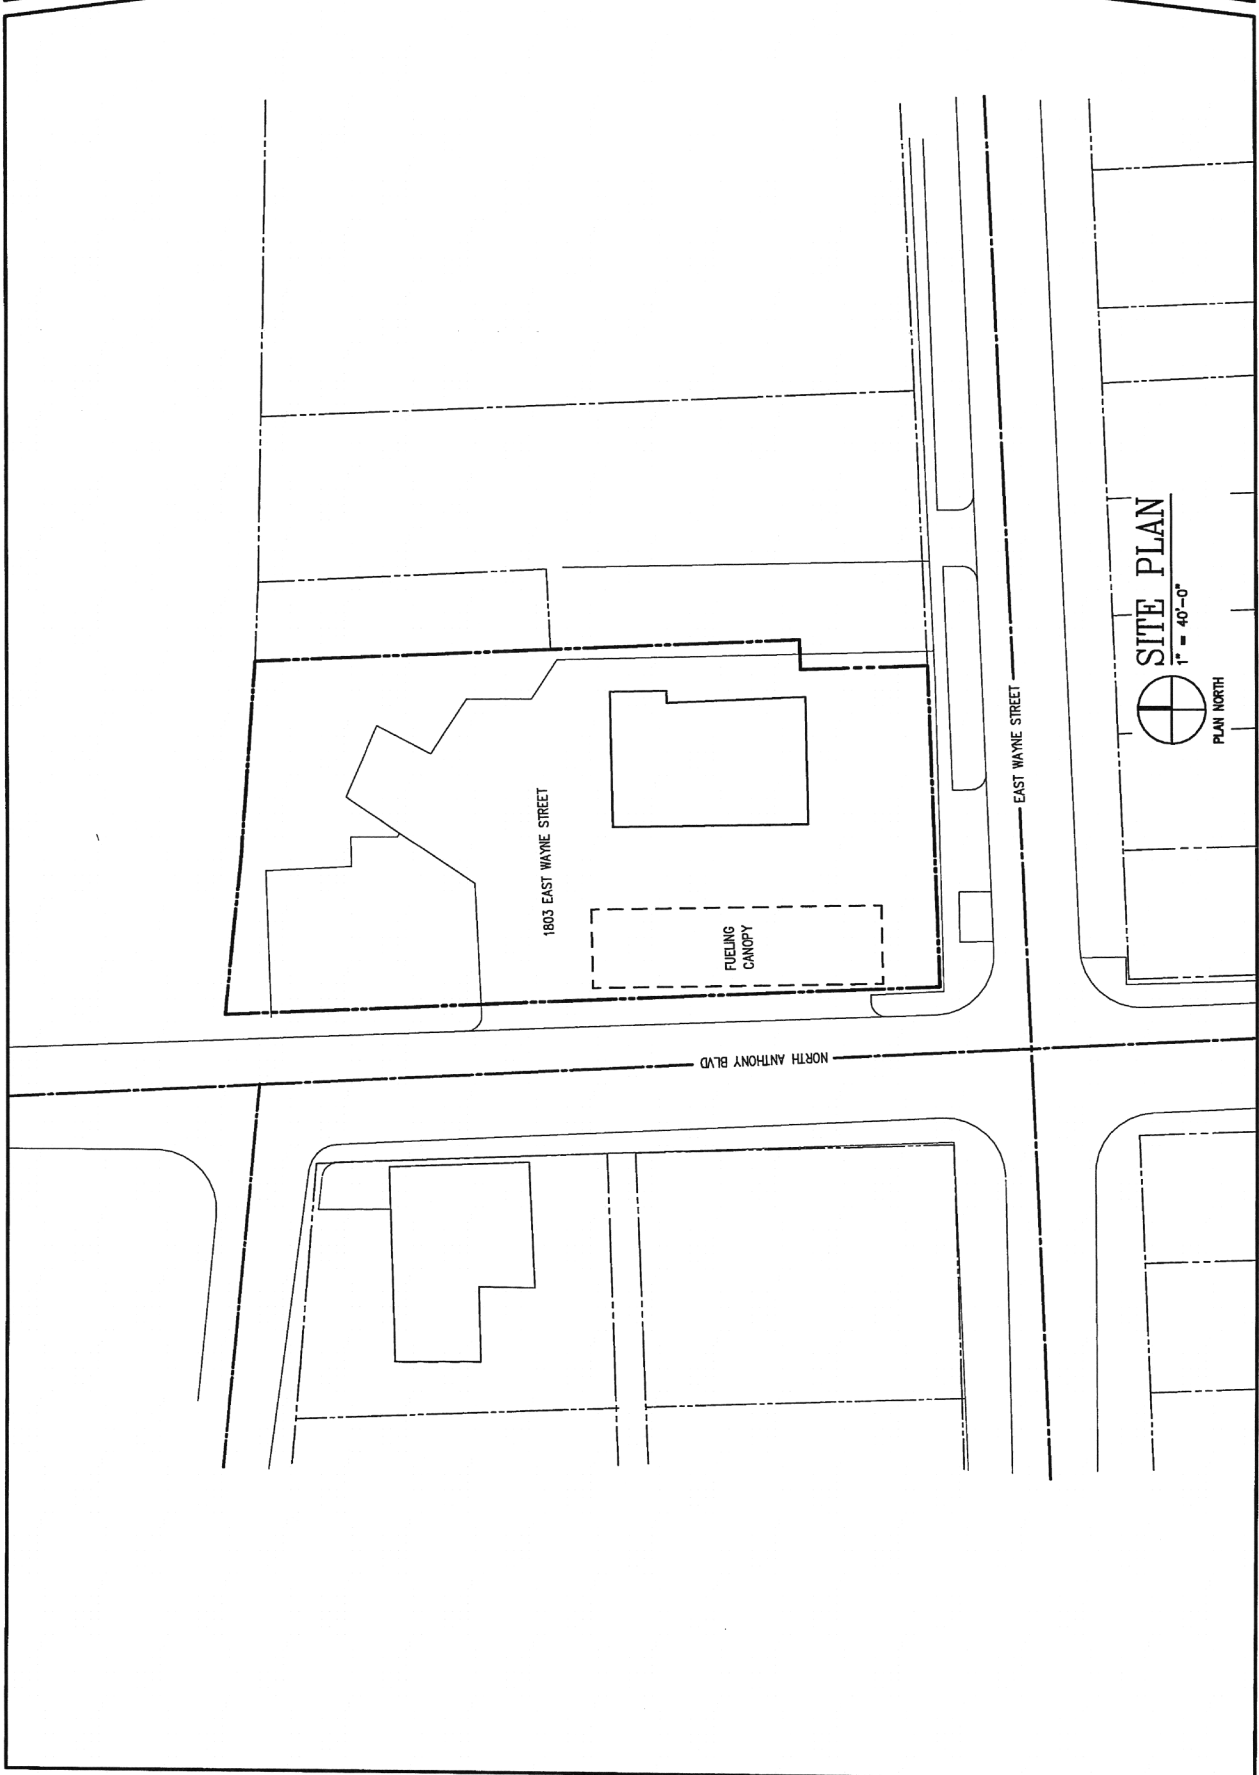 1803 EAST WAYNE STREET
FUELING
CANOPY
NORTH ANTHONY BLVD
EAST WAYNE STREET
SITE PLAN
1" = 40'-0"
PLAN NORTH